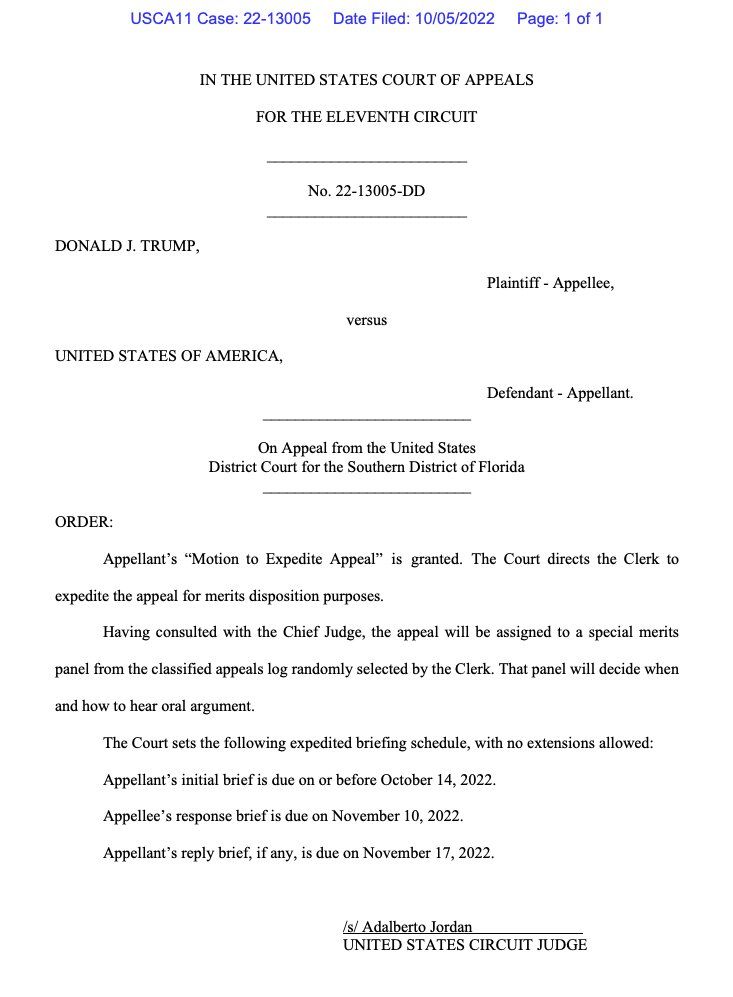 USCA11 Case: 22-13005 Date Filed: 10/05/2022 Page: 1 of 1
IN THE UNITED STATES COURT OF APPEALS
FOR THE ELEVENTH CIRCUIT
No. 22-13005-DD
DONALD J. TRUMP,
Plaintiff - Appellee,
versus
UNITED STATES OF AMERICA,
Defendant - Appellant.
On Appeal from the United States
District Court for the Southern District of Florida
ORDER:
Appellant’s “Motion to Expedite Appeal” is granted. The Court directs the Clerk to
expedite the appeal for merits disposition purposes.
Having consulted with the Chief Judge, the appeal will be assigned to a special merits
panel from the classified appeals log randomly selected by the Clerk. That panel will decide when
and how to hear oral argument.
The Court sets the following expedited briefing schedule, with no extensions allowed:
Appellant’s initial brief is due on or before October 14, 2022.
Appellee’s response brief is due on November 10, 2022.
Appellant’s reply brief, if any, is due on November 17, 2022.
/s/ Adalberto Jordan
UNITED STATES CIRCUIT JUDGE